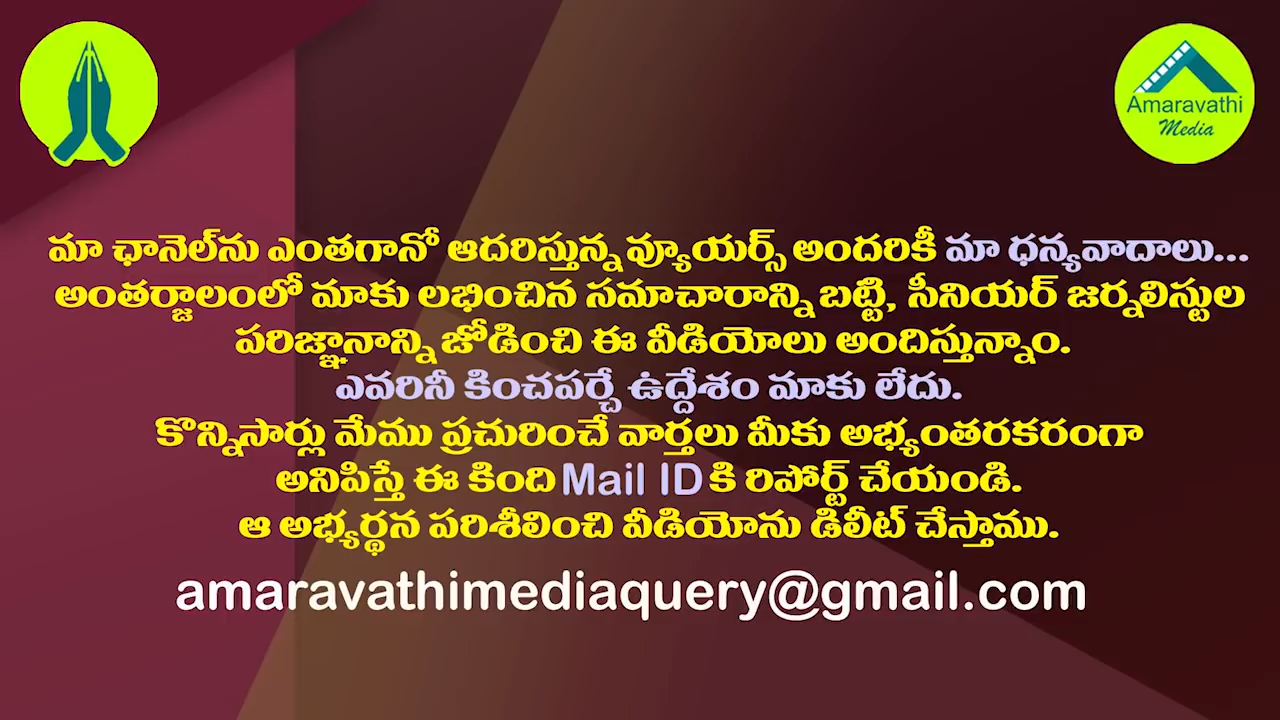 Amaravathi
Media
మా ఛానెల్‌ను ఎంతగానో ఆదరిస్తున్న వ్యూయర్స్ అందరికీ మా ధన్యవాదాలు...
అంతర్జాలంలో మాకు లభించిన సమాచారాన్ని బట్టి, సీనియర్ జర్నలిస్టుల
పరిజ్ఞానాన్ని జోడించి ఈ వీడియోలు అందిస్తున్నాం.
ఎవరినీ కించపర్చే ఉద్దేశం మాకు లేదు.
కొన్నిసార్లు మేము ప్రచురించే వార్తలు మీకు అభ్యంతరకరంగా
అనిపిస్తే ఈ కింది Mail ID కి రిపోర్ట్ చేయండి.
ఆ అభ్యర్థన పరిశీలించి వీడియోను డిలీట్ చేస్తాము.
amaravathimediaquery@gmail.com